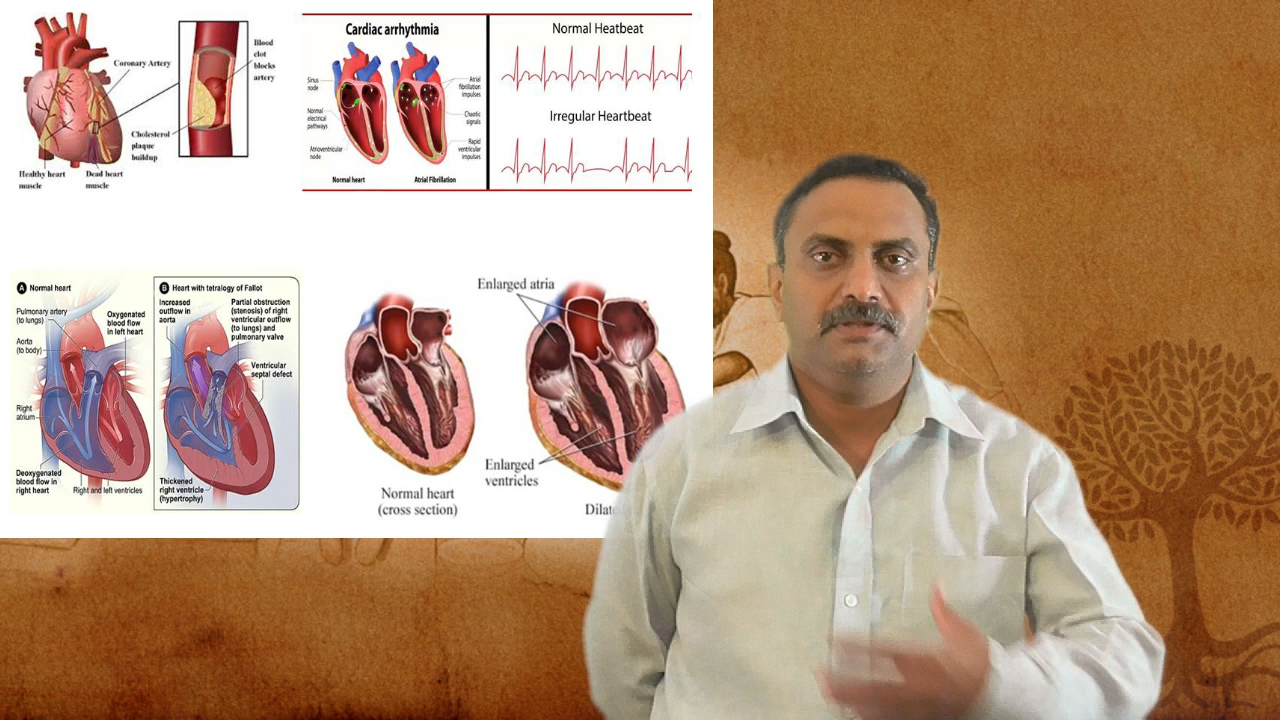 Blood
clot
blocks
artery
Coronary Artery
Cholesterol
plaque
buildup
Healthy heart
muscle
Dead heart
muscle
Cardiac arrhythmia
Sinus
node
Normal
electrical
pathways
Atrioventricular
node
Atrial
fibrillation
impulses
Chaotic
signals
Rapid
ventricular
impulses
Normal heart
Atrial Fibrillation
Normal Heatbeat
Irregular Heartbeat
A Normal heart
Pulmonary artery
(to lungs)
Oxygenated
blood flow
in left heart
Aorta
(to body)
Right
atrium
Deoxygenated
blood flow in
right heart
Right and left ventricles
B Heart with tetralogy of Fallot
Increased
outflow in
aorta
Partial obstruction
(stenosis) of right
ventricular outflow
(to lungs) and
pulmonary valve
Ventricular
septal defect
Thickened
right ventricle
(hypertrophy)
Enlarged atria
Enlarged
ventricles
Normal heart
(cross section)